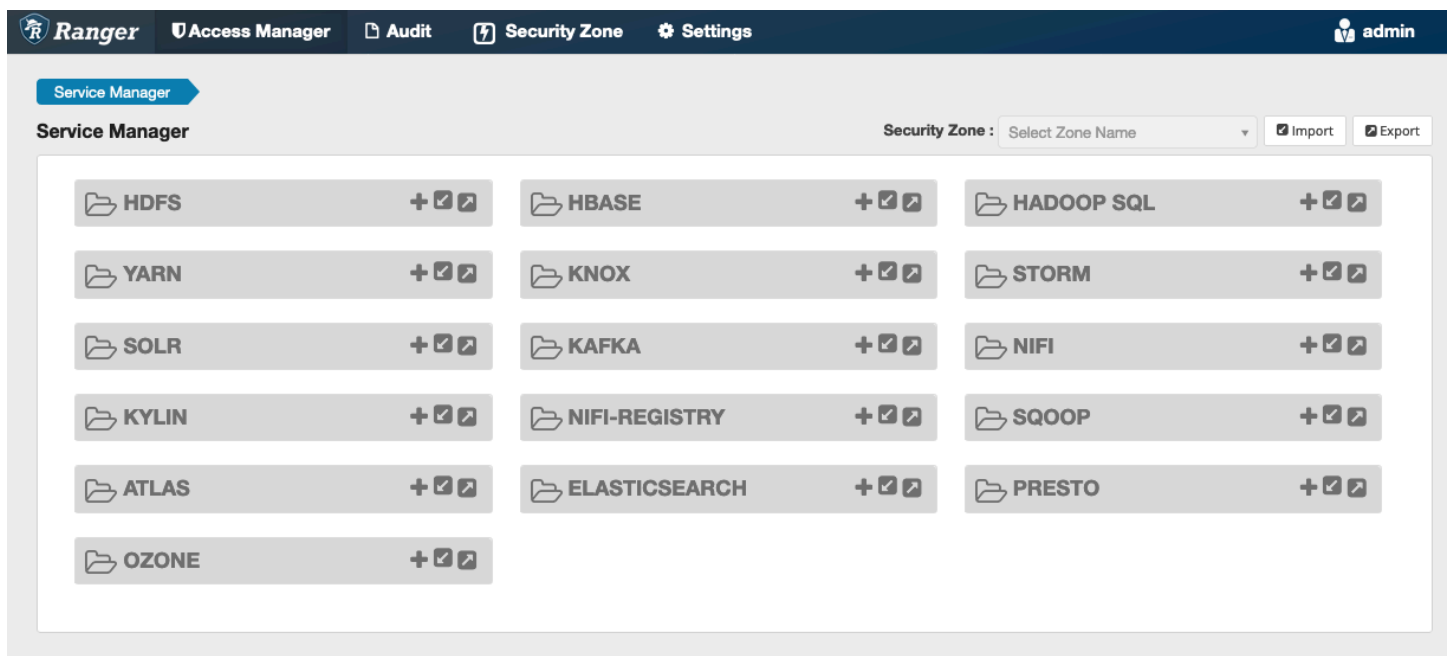 Ranger Access Manager Audit Security Zone Settings admin
Service Manager
Service Manager Security Zone : Select Zone Name Import Export
HDFS HBASE HADOOP SQL
YARN KNOX STORM
SOLR KAFKA NIFI
KYLIN NIFI-REGISTRY SQOOP
ATLAS ELASTICSEARCH PRESTO
OZONE